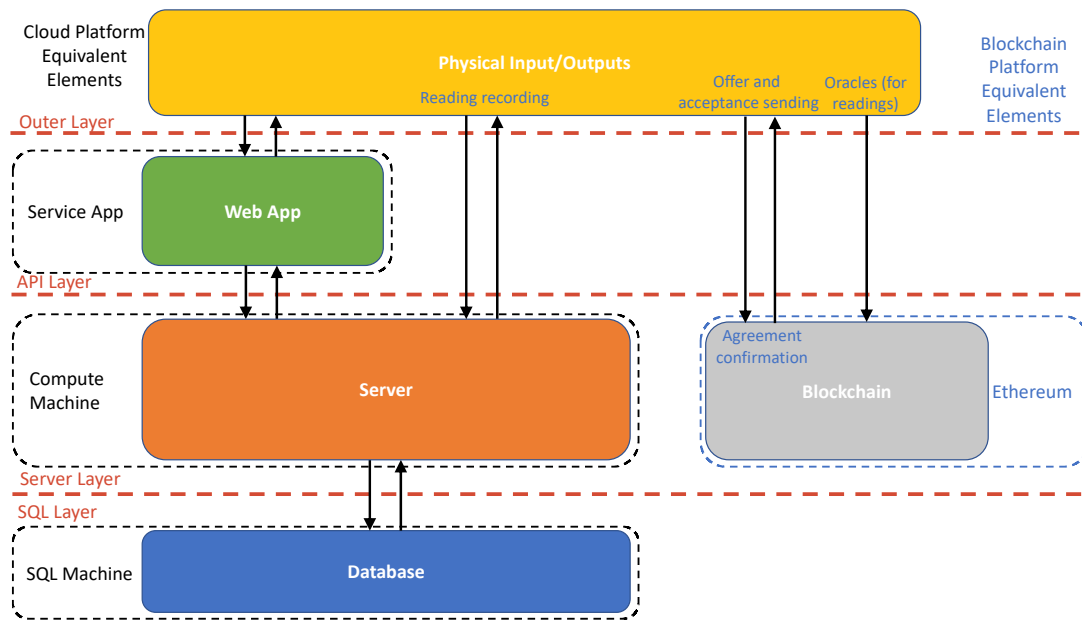 Cloud Platform
Equivalent
Elements
Physical Input/Outputs
Reading recording
Offer and
acceptance sending
Oracles (for
readings)
Blockchain
Platform
Equivalent
Elements
Outer Layer
Service App
Web App
API Layer
Compute
Machine
Server
Agreement
confirmation
Blockchain
Ethereum
Server Layer
SQL Layer
SQL Machine
Database